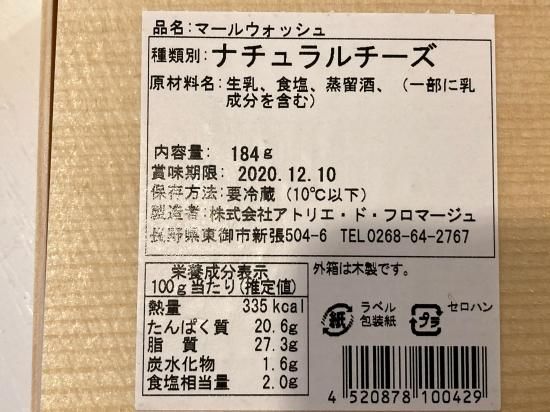 品名:マールウォッシュ
種類別:ナチュラルチーズ
原材料名:生乳、食塩、蒸留酒、(一部に乳
成分を含む)
内容量: 184g
賞味期限: 2020.12.10
保存方法:要冷蔵(10℃以下)
製造者:株式会社アトリエ・ド・フロマージュ
長野県東御市新張504-6 TEL0268-64-2767
栄養成分表示
100g当たり(推定値)
熱量 335kcal
たんぱく質 20.6g
脂質 27.3g
炭水化物 1.6g
食塩相当量 2.0g
外箱は木製です。
紙 ラベル
包装紙
プラ セロハン
4 520878 100429